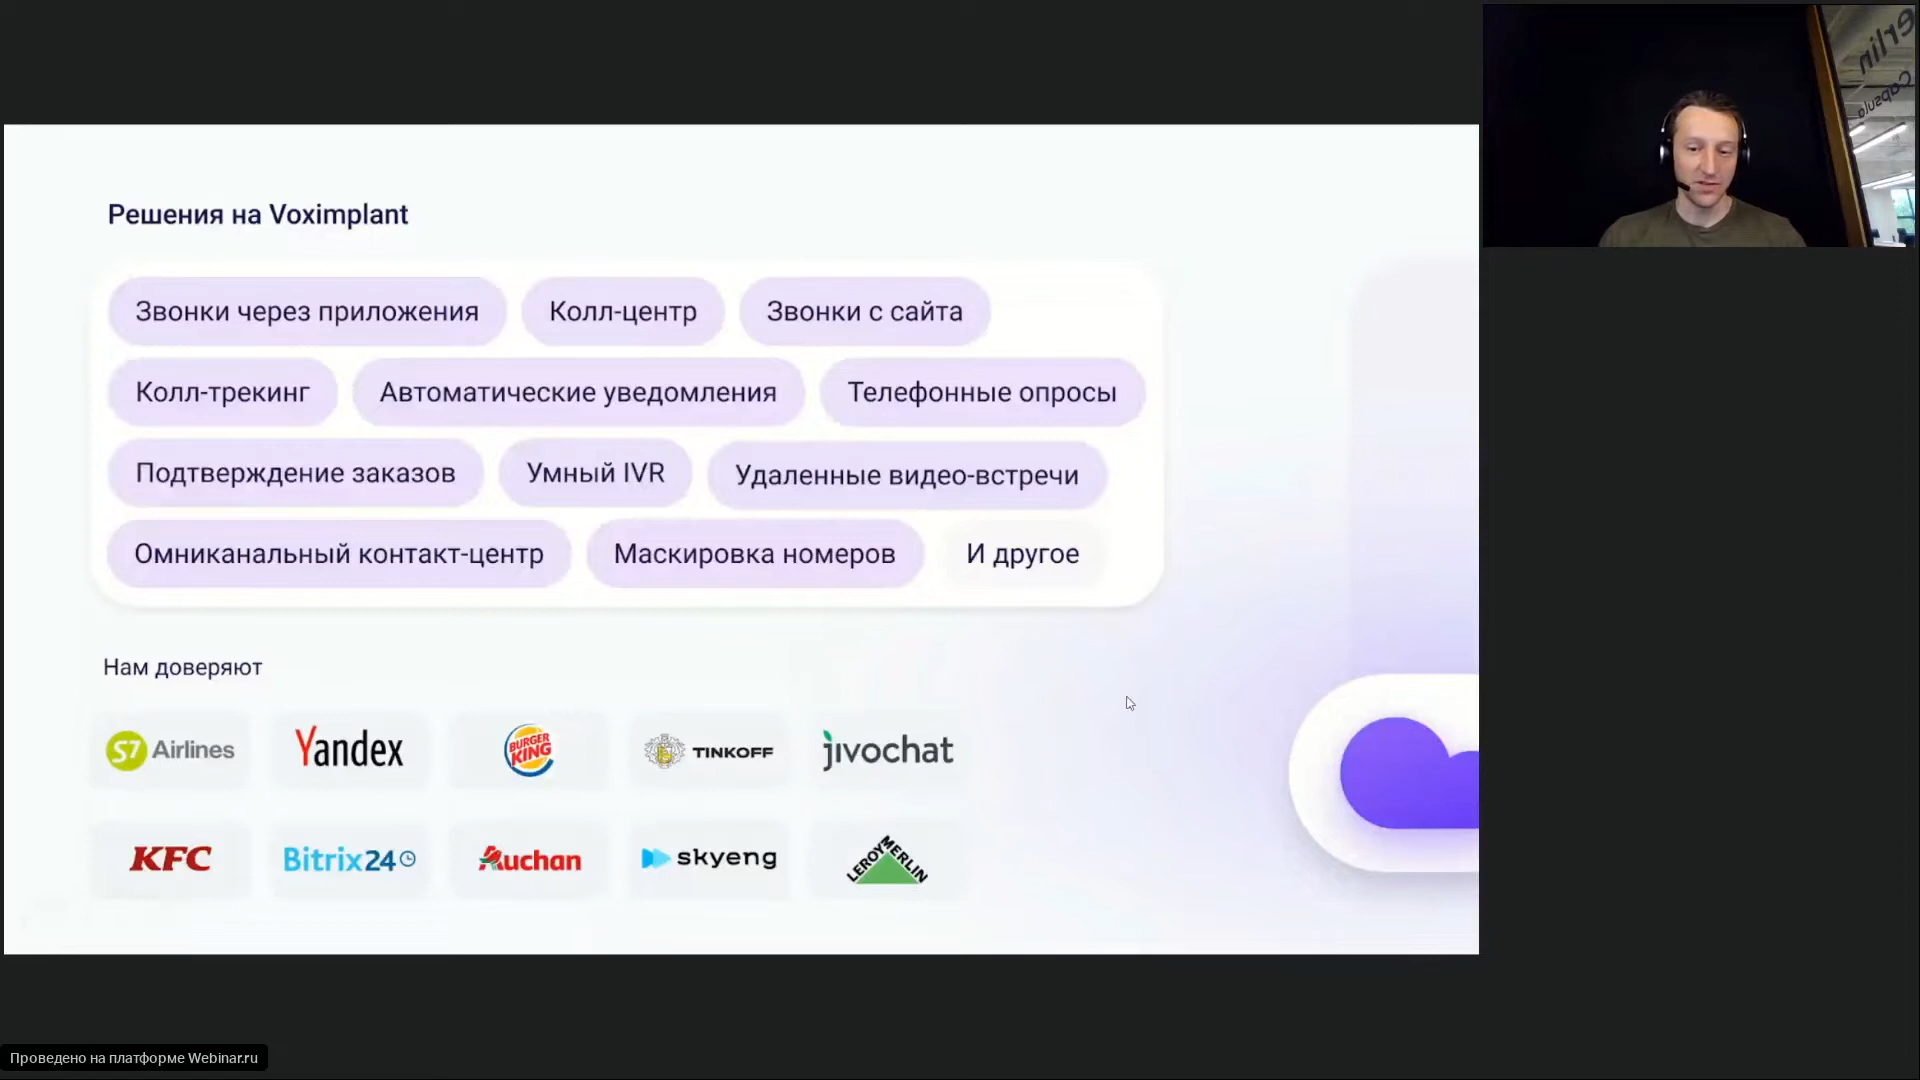 Решения на Voximplant
Звонки через приложения Колл-центр Звонки с сайта
Колл-трекинг Автоматические уведомления Телефонные опросы
Подтверждение заказов Умный IVR Удаленные видео-встречи
Омниканальный контакт-центр Маскировка номеров И другое
Нам доверяют
S7 Airlines Yandex BURGER KING TINKOFF jivochat
KFC Bitrix24 Auchan skyeng LEROY MERLIN
erlin
Capsula
Проведено на платформе Webinar.ru